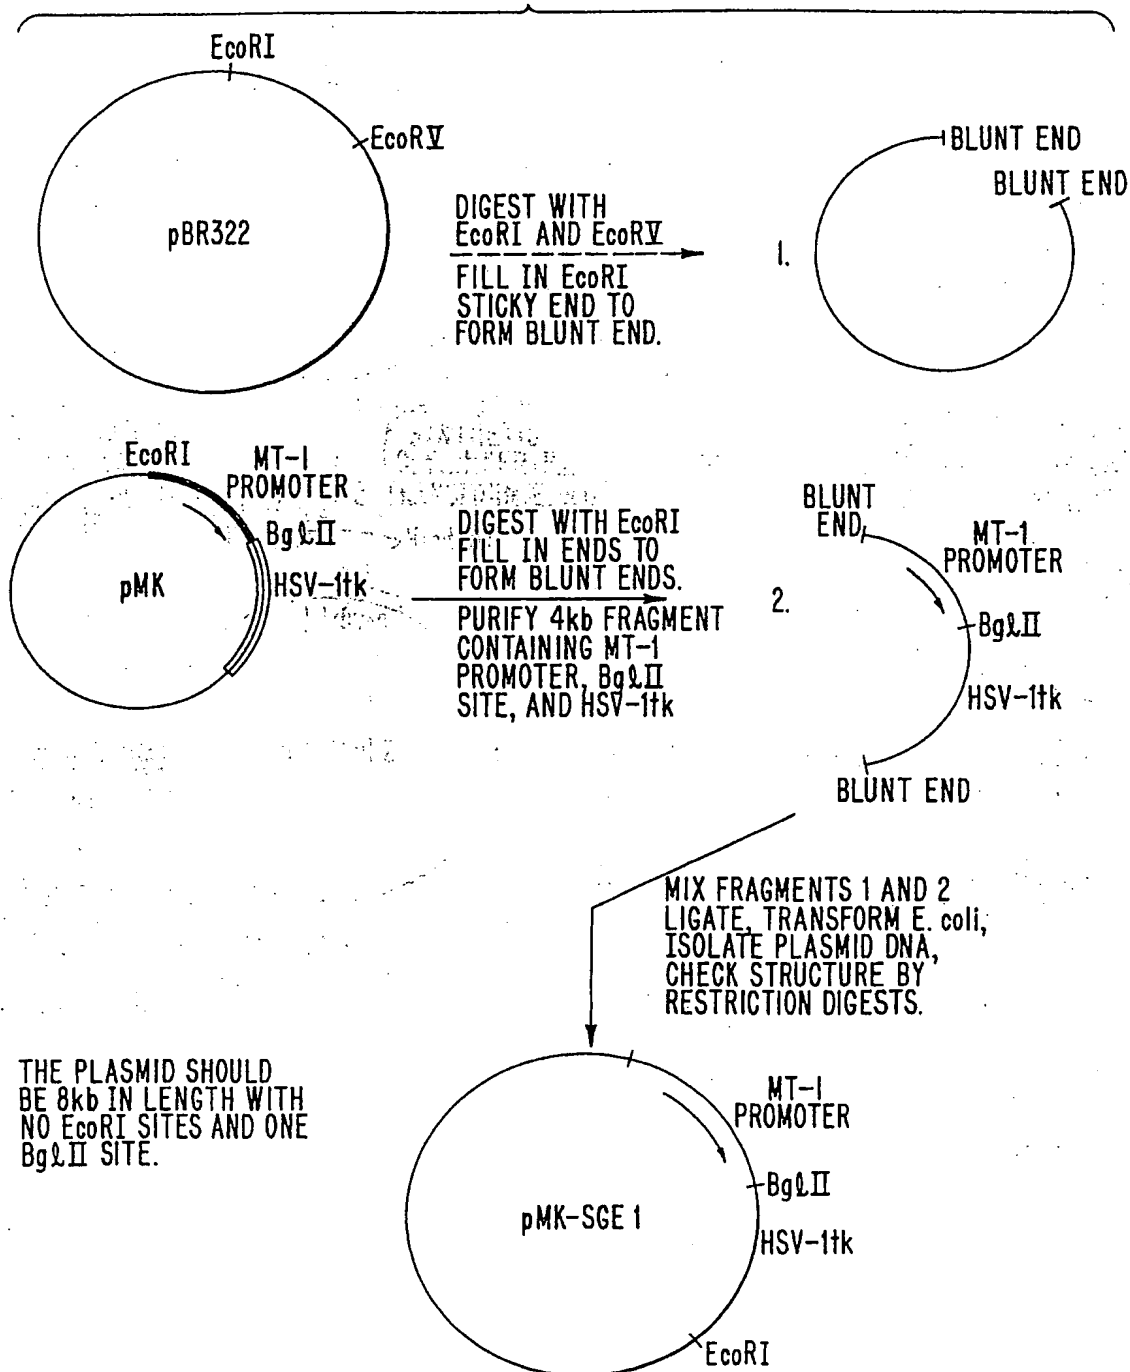 EcoRI
EcoRV
pBR322
DIGEST WITH
EcoRI AND EcoRV
FILL IN EcoRI
STICKY END TO
FORM BLUNT END.
1.
BLUNT END
BLUNT END
EcoRI
MT-I
PROMOTER
BglII
pMK
HSV-1tk
DIGEST WITH EcoRI
FILL IN ENDS TO
FORM BLUNT ENDS.
PURIFY 4kb FRAGMENT
CONTAINING MT-1
PROMOTER, BglII
SITE, AND HSV-1tk
2.
BLUNT
END
MT-1
PROMOTER
BglII
HSV-1tk
BLUNT END
MIX FRAGMENTS 1 AND 2
LIGATE, TRANSFORM E. coli,
ISOLATE PLASMID DNA,
CHECK STRUCTURE BY
RESTRICTION DIGESTS.
THE PLASMID SHOULD
BE 8kb IN LENGTH WITH
NO EcoRI SITES AND ONE
BglII SITE.
MT-I
PROMOTER
BglII
pMK-SGE 1
HSV-1tk
EcoRI